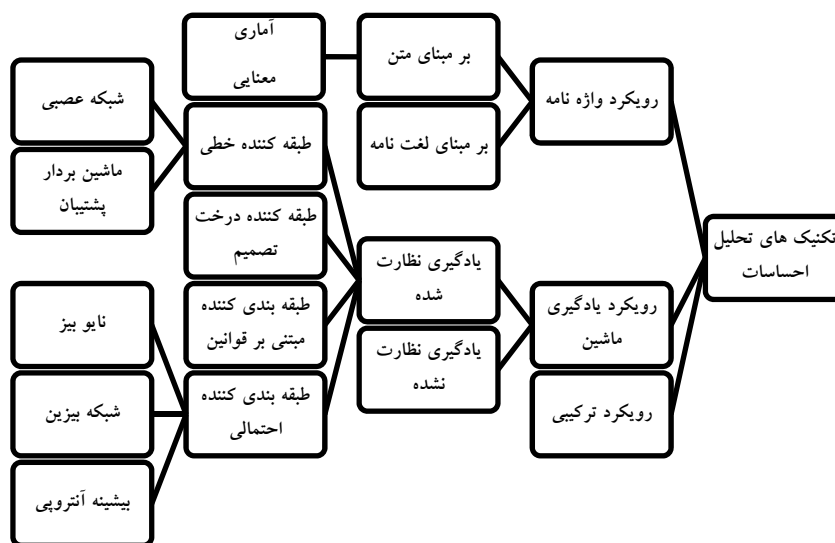 تکنیک های تحلیل
احساسات
رویکرد واژه نامه
بر مبنای متن
آماری
معنایی
بر مبنای لغت نامه
رویکرد یادگیری
ماشین
یادگیری نظارت
شده
طبقه کننده خطی
شبکه عصبی
ماشین بردار
پشتیبان
طبقه کننده درخت
تصمیم
طبقه بندی کننده
مبتنی بر قوانین
طبقه بندی کننده
احتمالی
نایو بیز
شبکه بیزین
بیشینه آنتروپی
یادگیری نظارت
نشده
رویکرد ترکیبی